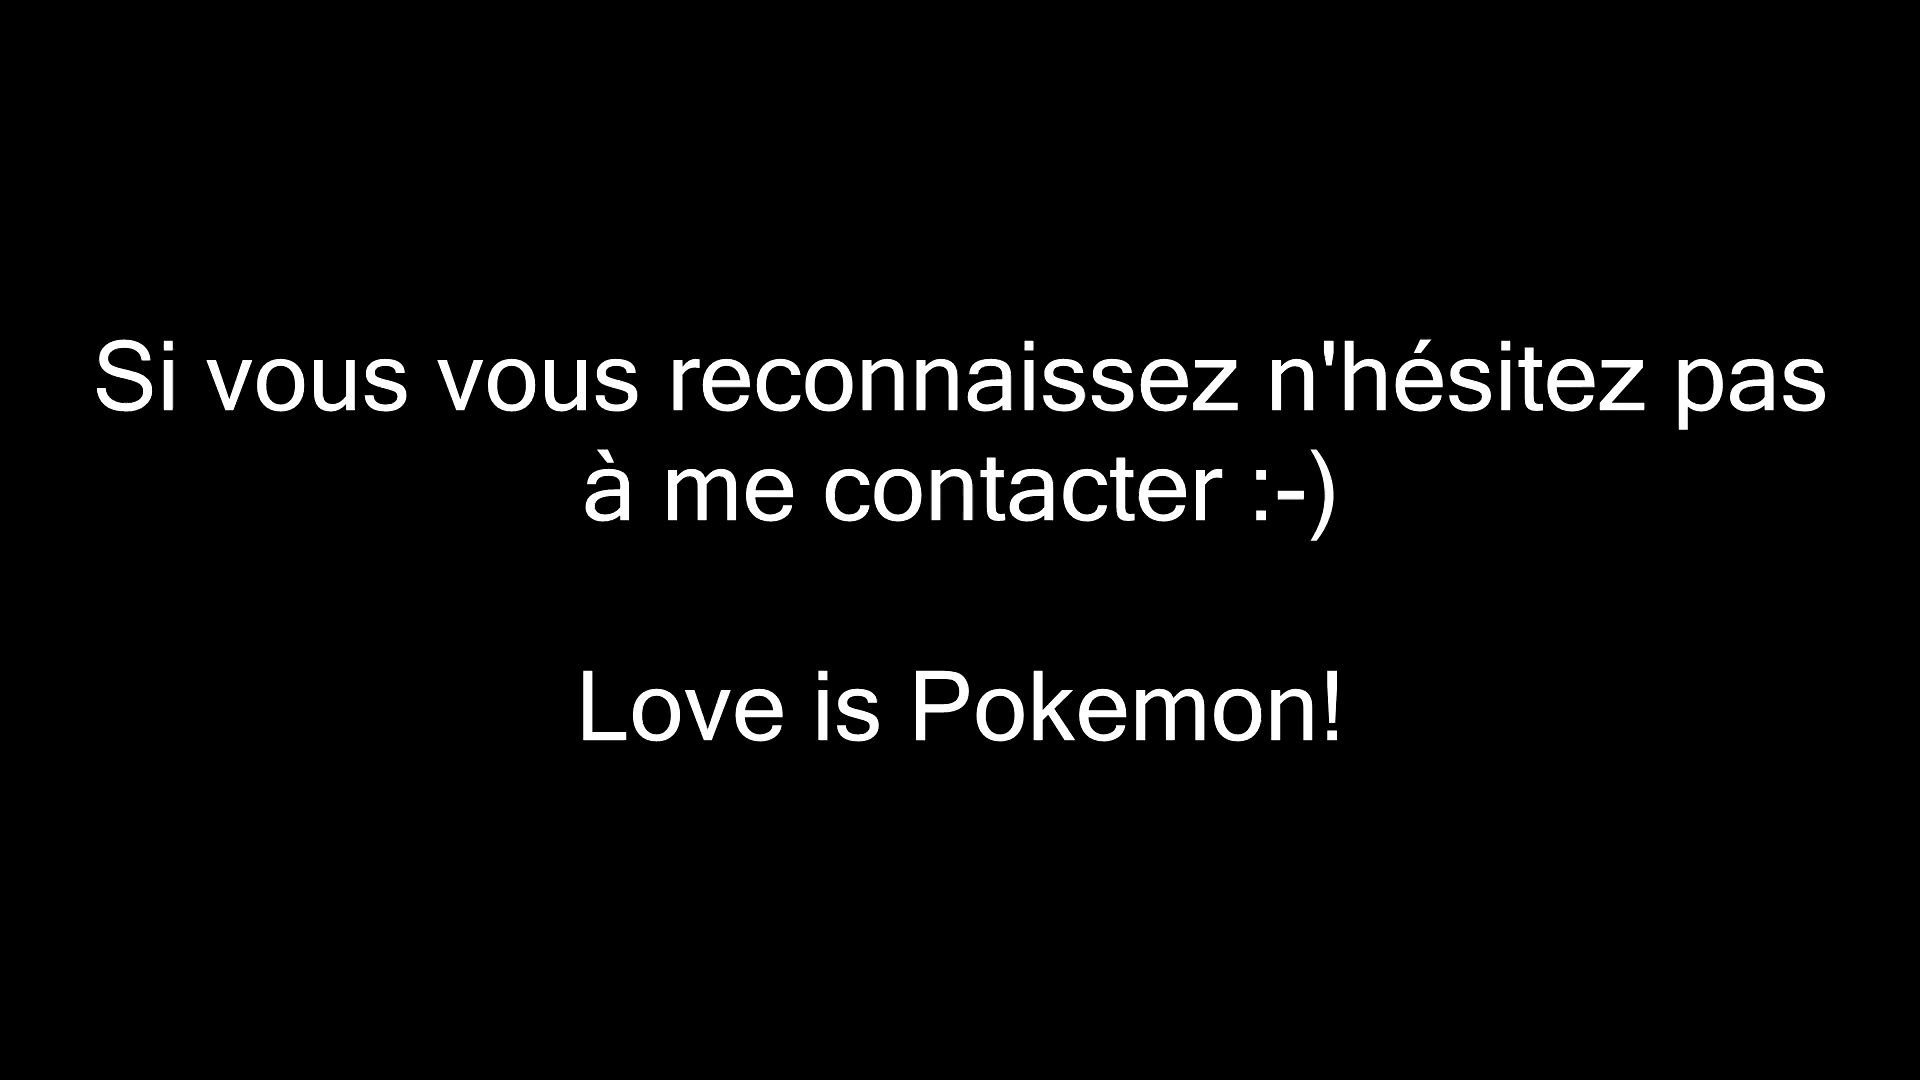 Si vous vous reconnaissez n'hésitez pas
à me contacter :-)
Love is Pokemon!